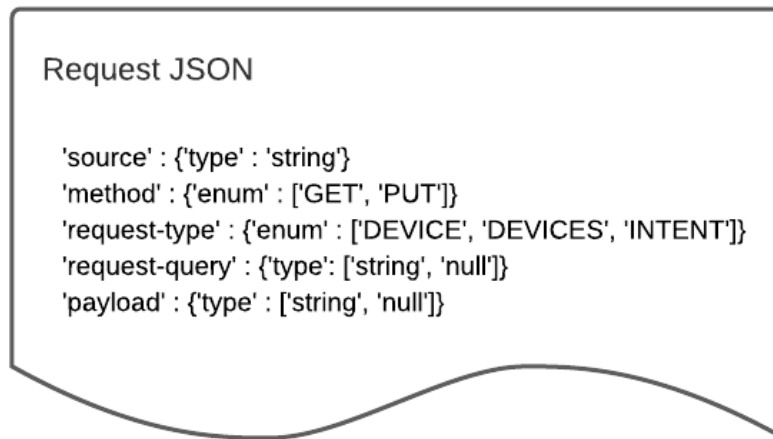 Request JSON
'source' : {'type' : 'string'}
'method' : {'enum' : ['GET', 'PUT']}
'request-type' : {'enum' : ['DEVICE', 'DEVICES', 'INTENT']}
'request-query' : {'type': ['string', 'null']}
'payload' : {'type' : ['string', 'null']}